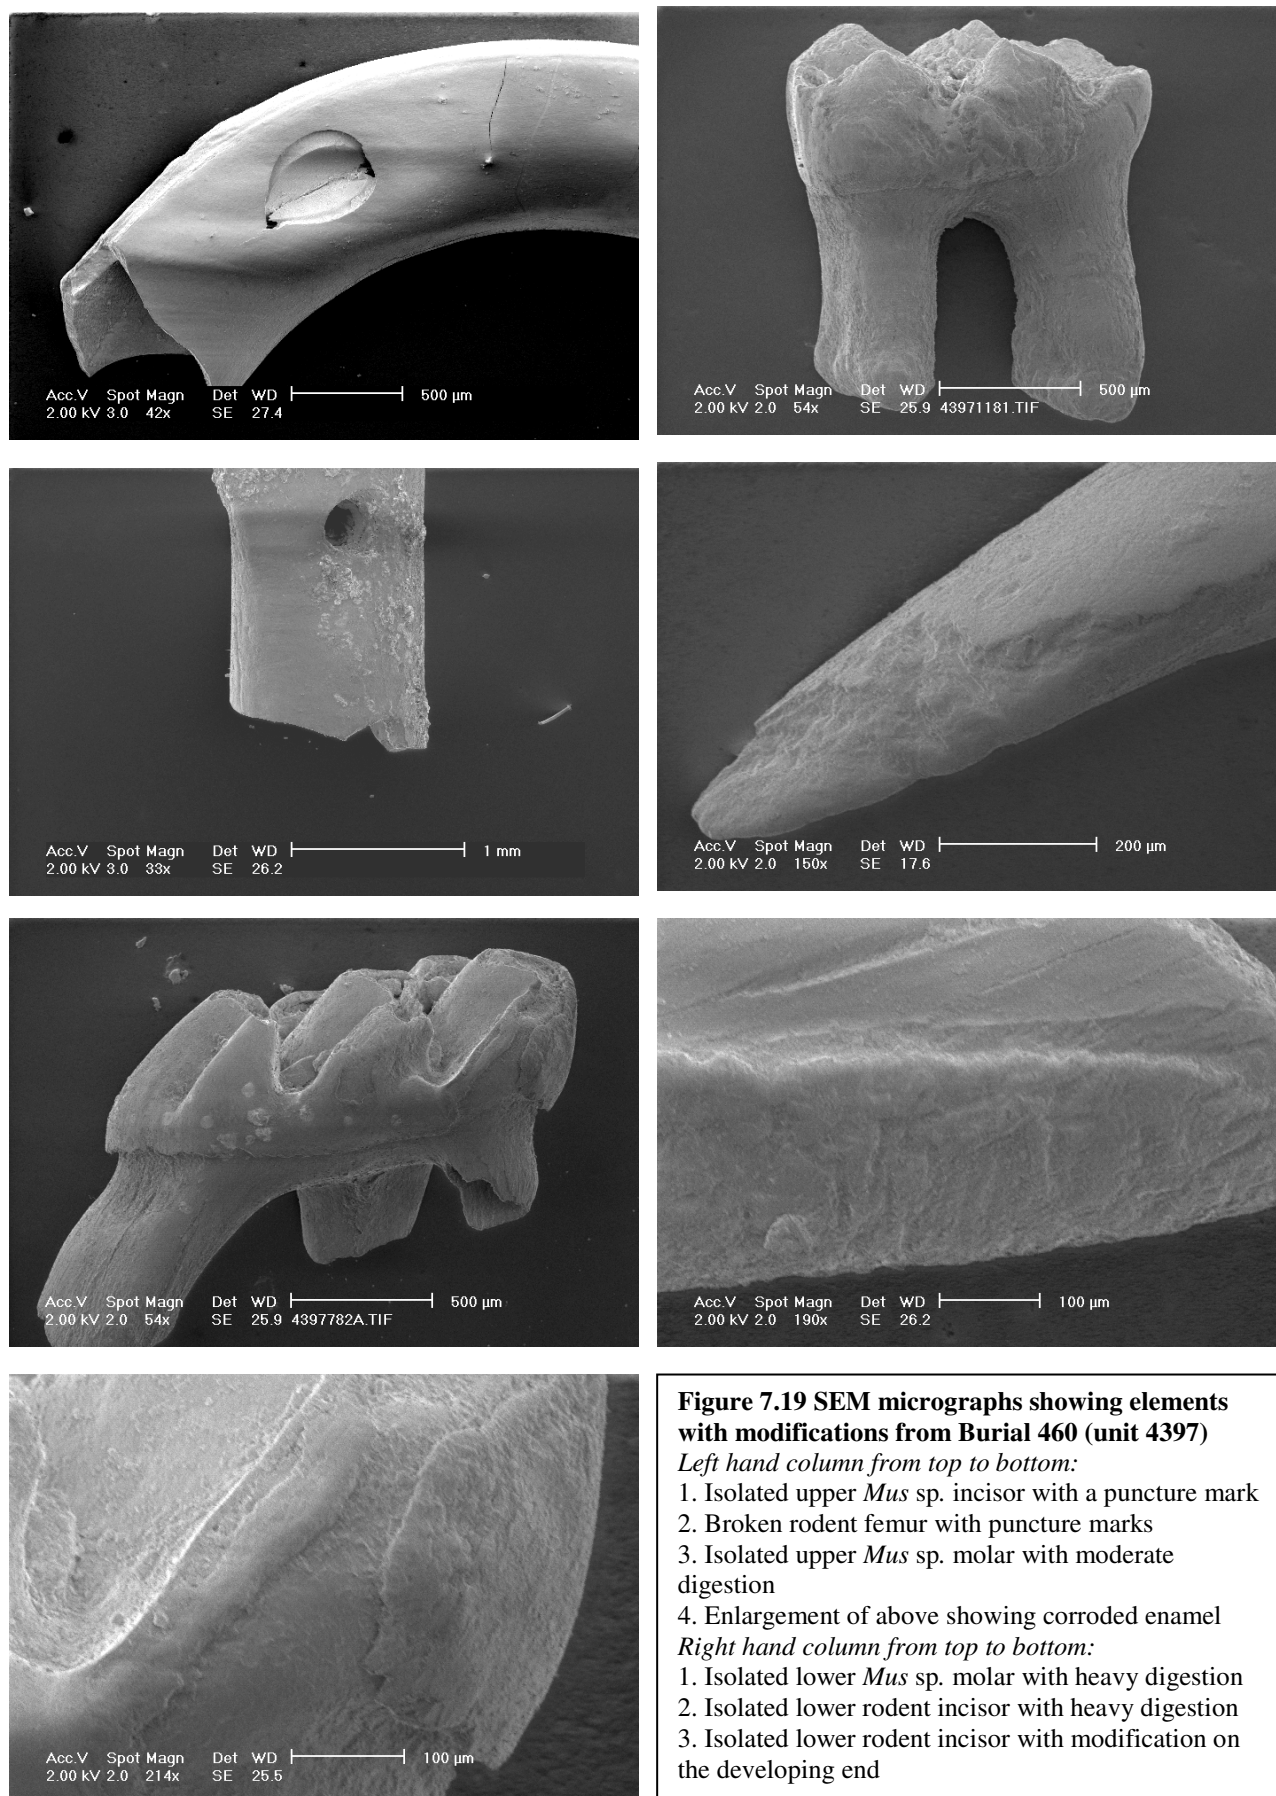 Acc.V Spot Magn Det WD 500 µm
2.00 kV 3.0 42x SE 27.4
Acc.V Spot Magn Det WD 500 µm
2.00 kV 2.0 54x SE 25.9 43971181.TIF
Acc.V Spot Magn Det WD 1 mm
2.00 kV 3.0 33x SE 26.2
Acc.V Spot Magn Det WD 200 µm
2.00 kV 2.0 150x SE 17.6
Acc.V Spot Magn Det WD 500 µm
2.00 kV 2.0 54x SE 25.9 4397782A.TIF
Acc.V Spot Magn Det WD 100 µm
2.00 kV 2.0 190x SE 26.2
Acc.V Spot Magn Det WD 100 µm
2.00 kV 2.0 214x SE 25.5
Figure 7.19 SEM micrographs showing elements
with modifications from Burial 460 (unit 4397)
Left hand column from top to bottom:
1. Isolated upper Mus sp. incisor with a puncture mark
2. Broken rodent femur with puncture marks
3. Isolated upper Mus sp. molar with moderate
digestion
4. Enlargement of above showing corroded enamel
Right hand column from top to bottom:
1. Isolated lower Mus sp. molar with heavy digestion
2. Isolated lower rodent incisor with heavy digestion
3. Isolated lower rodent incisor with modification on
the developing end